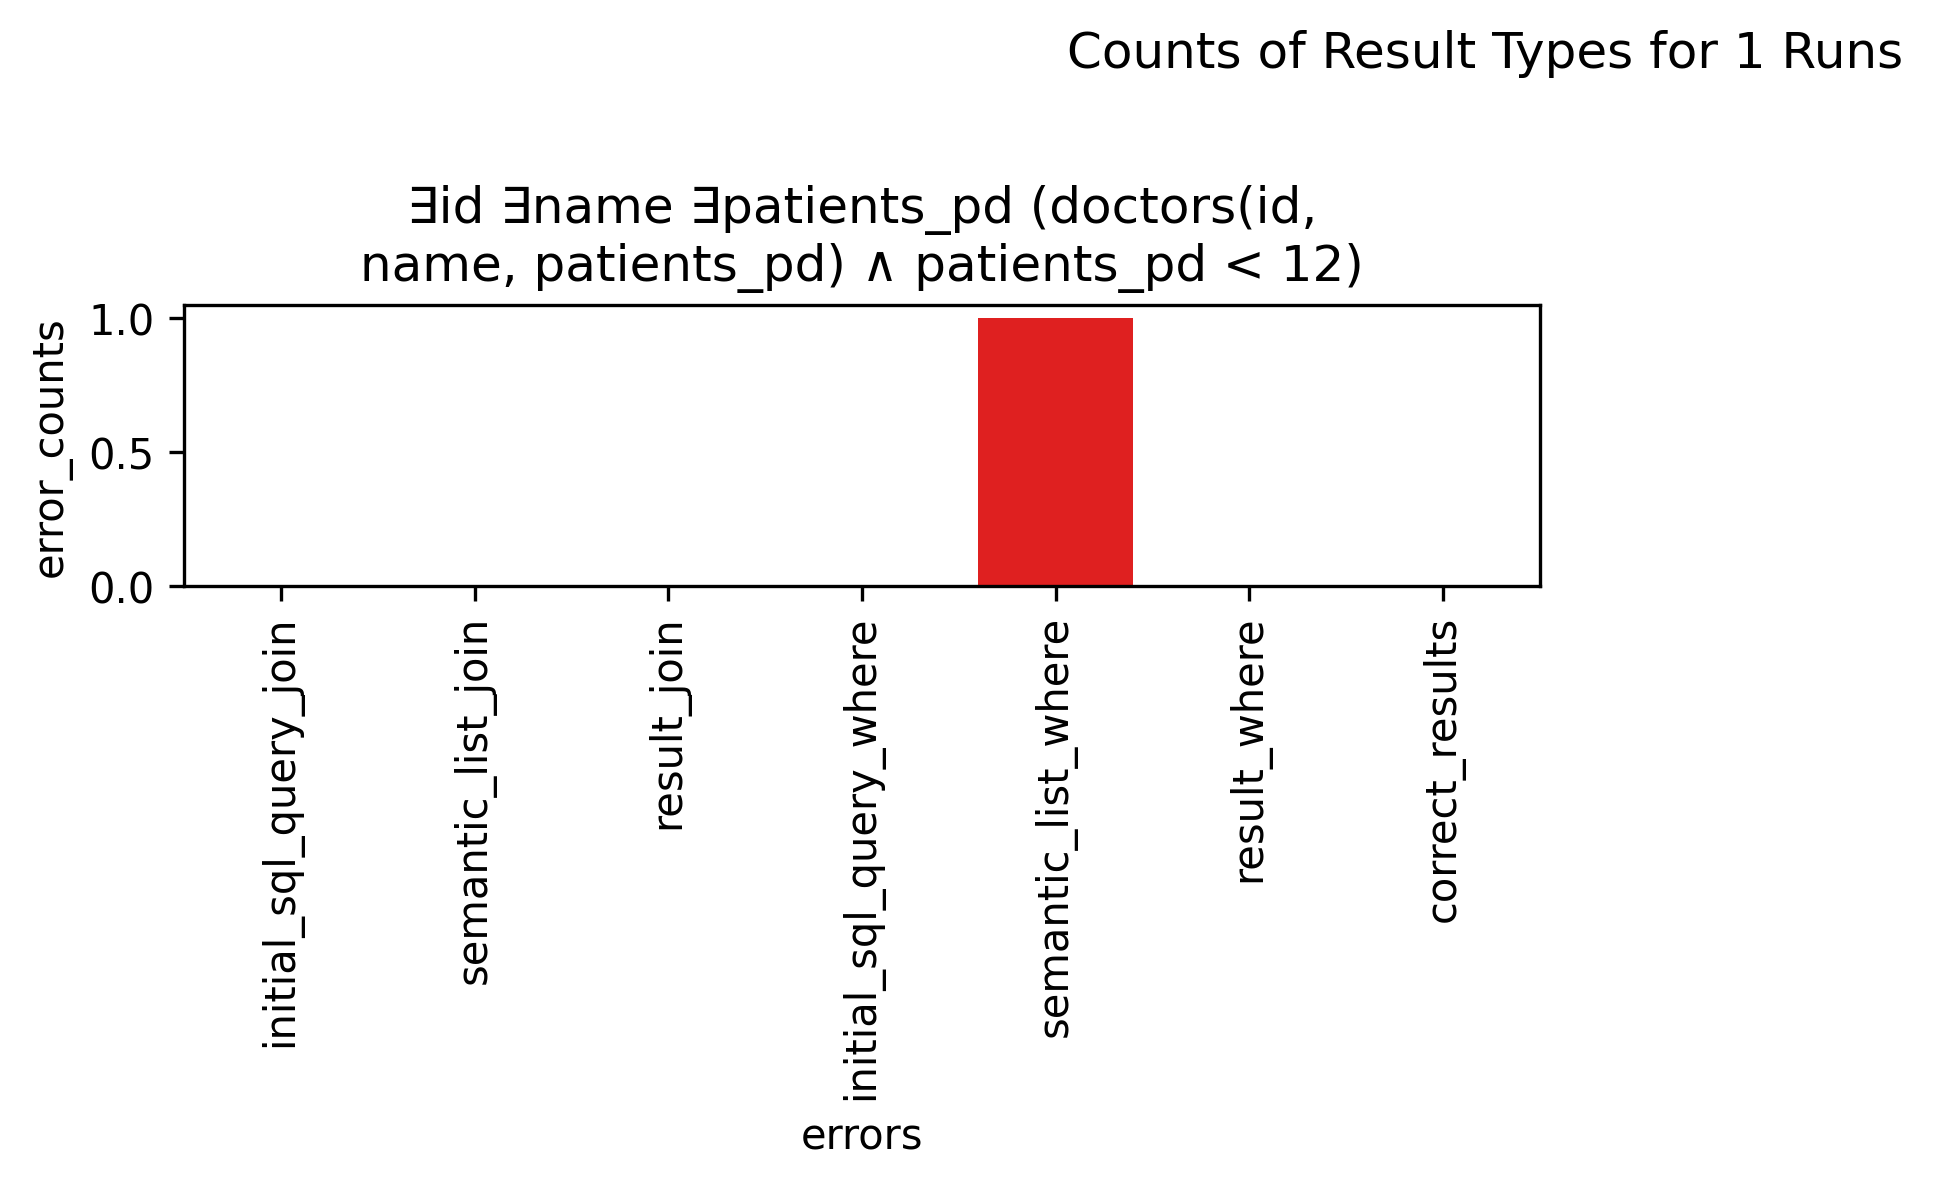 Counts of Result Types for 1 Runs
∃id ∃name ∃patients_pd (doctors(id,
name, patients_pd) ∧ patients_pd < 12)
error_counts
1.0
0.5
0.0
initial_sql_query_join
semantic_list_join
result_join
initial_sql_query_where
semantic_list_where
result_where
correct_results
errors